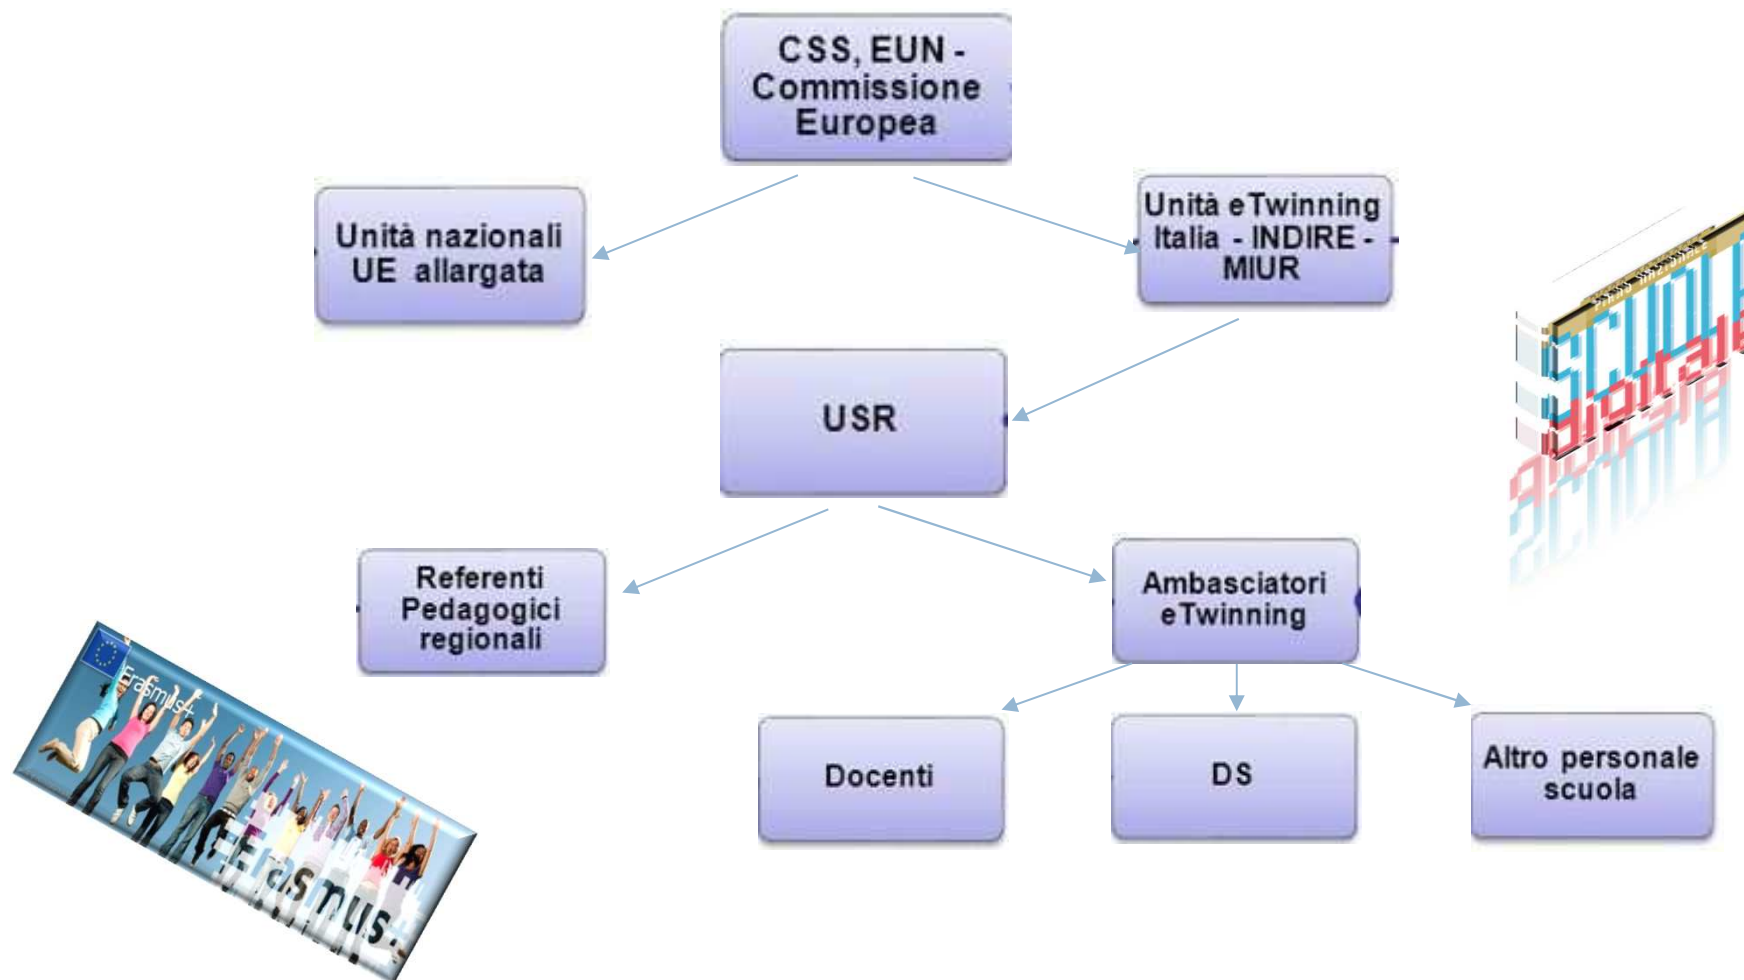 CSS, EUN -
Commissione
Europea
Unità nazionali
UE allargata
Unità eTwinning
Italia - INDIRE -
MIUR
USR
Referenti
Pedagogici
regionali
Ambasciatori
eTwinning
Docenti
DS
Altro personale
scuola
Erasmus+
Erasmus+
digitale